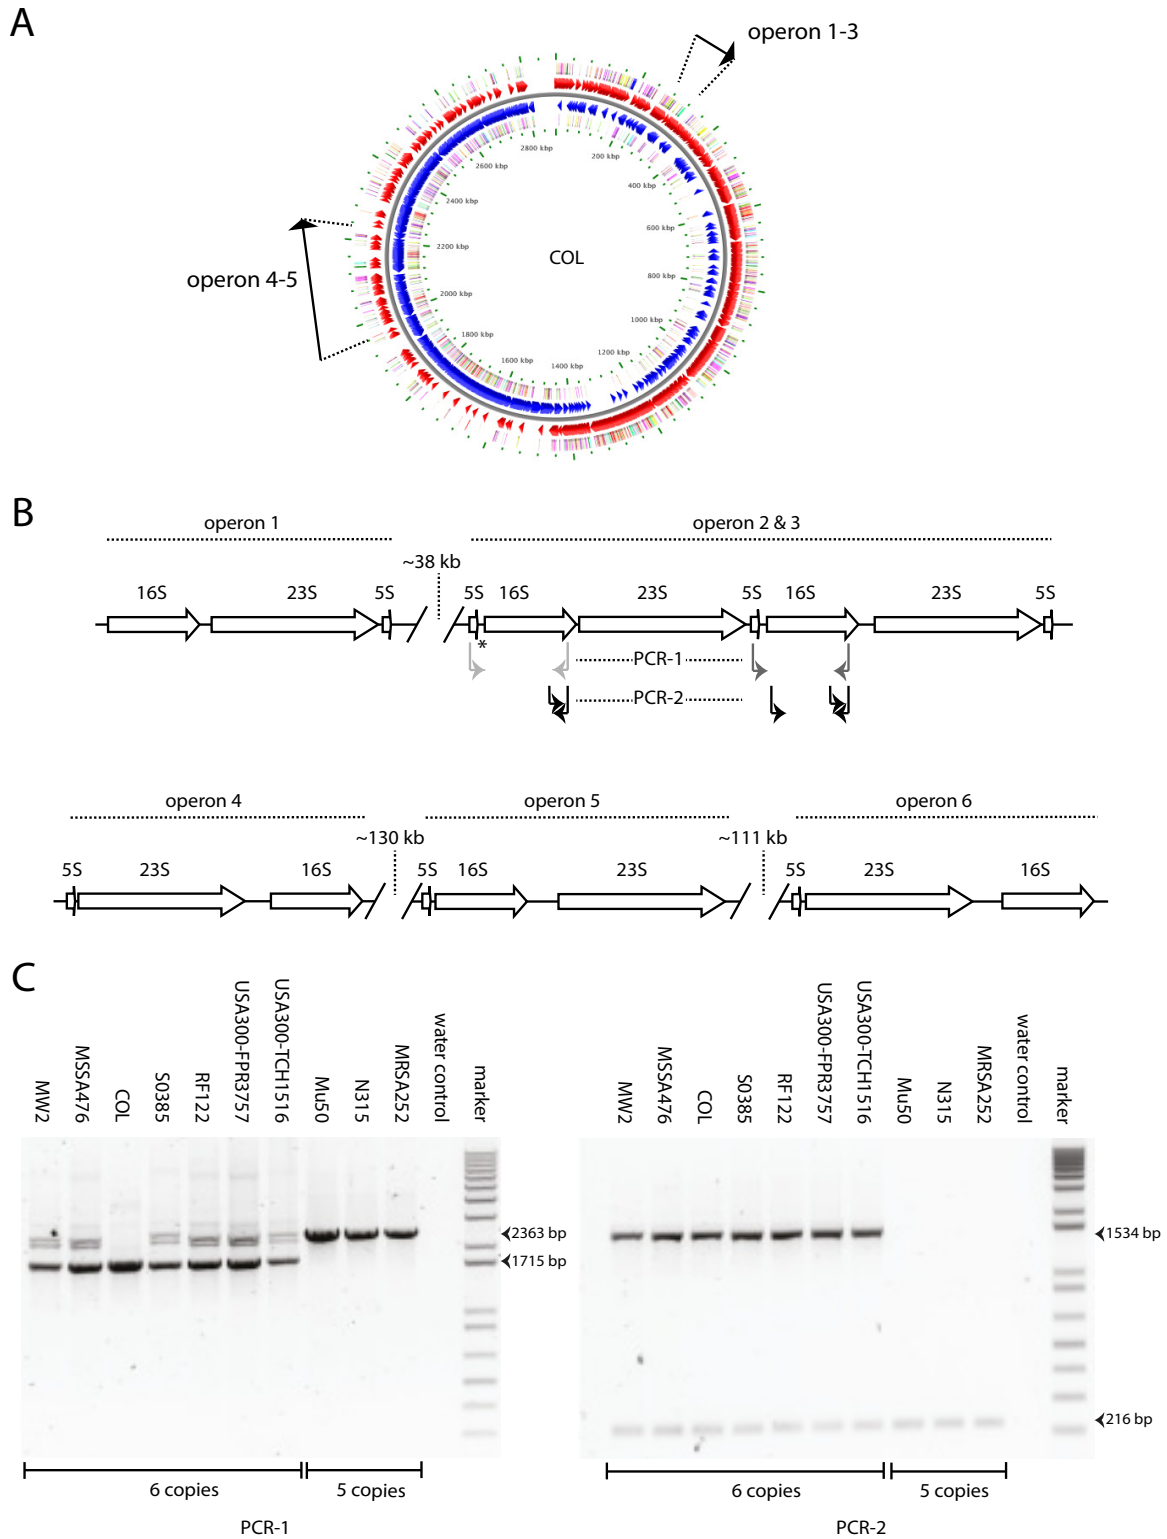 A
operon 1-3
operon 4-5
COL
200
400 kbp
600 kbp
800 kbp
1000 kbp
1200 kbp
1400 kbp
1600 kbp
1800 kbp
2000 kbp
2200 kbp
2400 kbp
2600 kbp
2800 kbp
B
operon 1
operon 2 & 3
~38 kb
16S 23S 5S 5S 16S 23S 5S 16S 23S 5S
*
PCR-1
PCR-2
operon 4
operon 5
operon 6
~130 kb
~111 kb
5S 23S 16S 5S 16S 23S 5S 23S 16S
C
MW2
MSSA476
COL
S0385
RF122
USA300-FPR3757
USA300-TCH1516
Mu50
N315
MRSA252
water control
marker
2363 bp
1715 bp
6 copies
5 copies
PCR-1
MW2
MSSA476
COL
S0385
RF122
USA300-FPR3757
USA300-TCH1516
Mu50
N315
MRSA252
water control
marker
1534 bp
216 bp
6 copies
5 copies
PCR-2